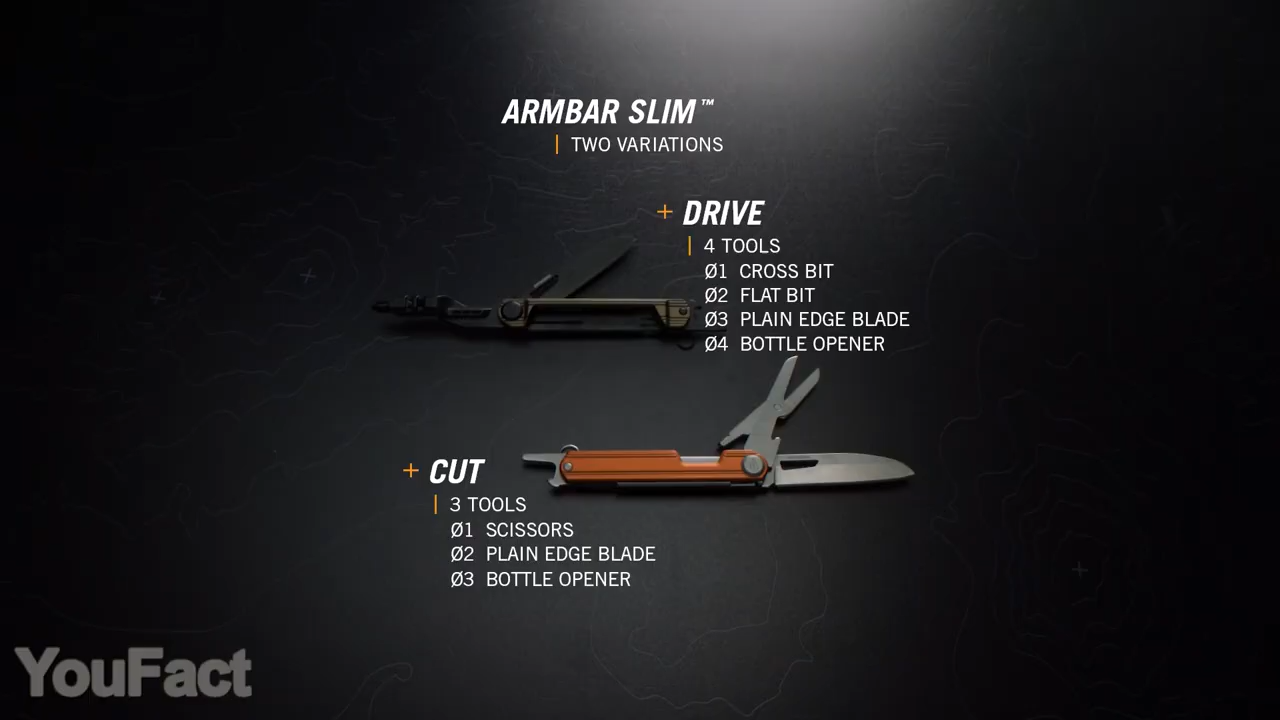 ARMBAR SLIM™
TWO VARIATIONS
+ DRIVE
4 TOOLS
Ø1 CROSS BIT
Ø2 FLAT BIT
Ø3 PLAIN EDGE BLADE
Ø4 BOTTLE OPENER
+ CUT
3 TOOLS
Ø1 SCISSORS
Ø2 PLAIN EDGE BLADE
Ø3 BOTTLE OPENER
YouFact